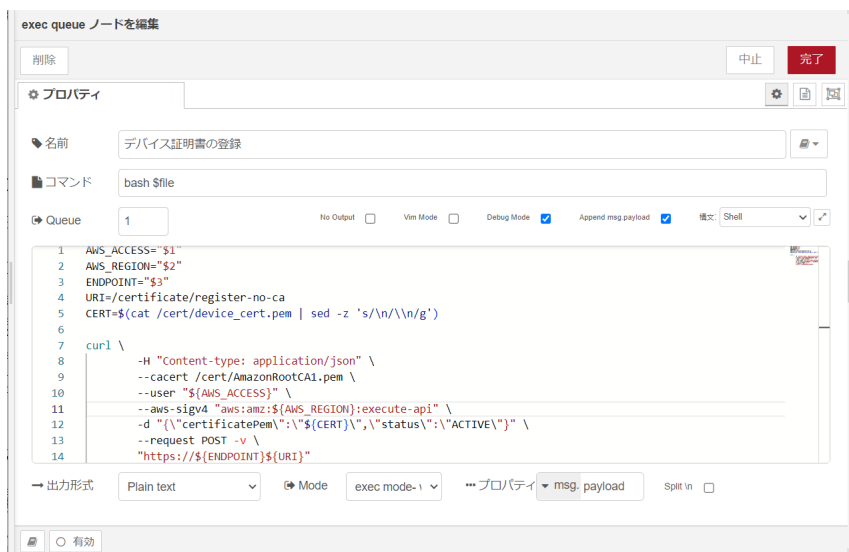 exec queue ノードを編集
削除
中止
完了
プロパティ
名前
デバイス証明書の登録
コマンド
bash $file
Queue
1
No Output
Vim Mode
Debug Mode
Append msg.payload
構文:
Shell
1 AWS_ACCESS="$1"
2 AWS_REGION="$2"
3 ENDPOINT="$3"
4 URI=/certificate/register-no-ca
5 CERT=$(cat /cert/device_cert.pem | sed -z 's/\n/\\n/g')
6
7 curl \
8 -H "Content-type: application/json" \
9 --cacert /cert/AmazonRootCA1.pem \
10 --user "${AWS_ACCESS}" \
11 --aws-sigv4 "aws:amz:${AWS_REGION}:execute-api" \
12 -d "{\"certificatePem\":\"${CERT}\",\"status\":\"ACTIVE\"}" \
13 --request POST -v \
14 "https://${ENDPOINT}${URI}"
出力形式
Plain text
Mode
exec mode-
プロパティ
msg. payload
Split \n
有効